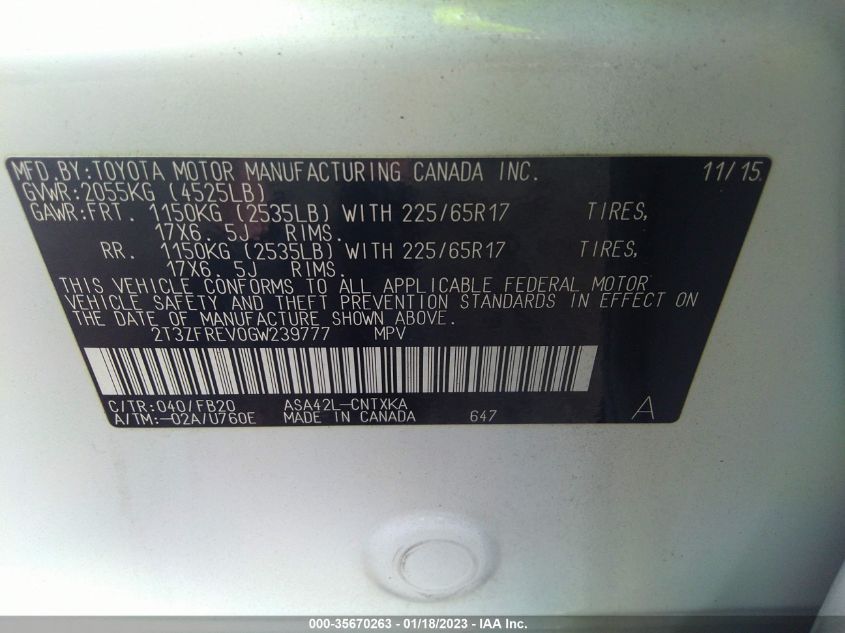 MFD.BY:TOYOTA MOTOR MANUFACTURING CANADA INC. 11/15
GVWR:2055KG (4525LB)
GAWR:FRT. 1150KG (2535LB) WITH 225/65R17 TIRES,
17X6. 5J RIMS.
RR. 1150KG (2535LB) WITH 225/65R17 TIRES,
17X6. 5J RIMS.
THIS VEHICLE CONFORMS TO ALL APPLICABLE FEDERAL MOTOR
VEHICLE SAFETY AND THEFT PREVENTION STANDARDS IN EFFECT ON
THE DATE OF MANUFACTURE SHOWN ABOVE.
2T3ZFREV0GW239777 MPV
C/TR:040/FB20 ASA42L-CNTXKA
A/TM:-02A/U760E MADE IN CANADA 647 A
000-35670263 - 01/18/2023 - IAA Inc.